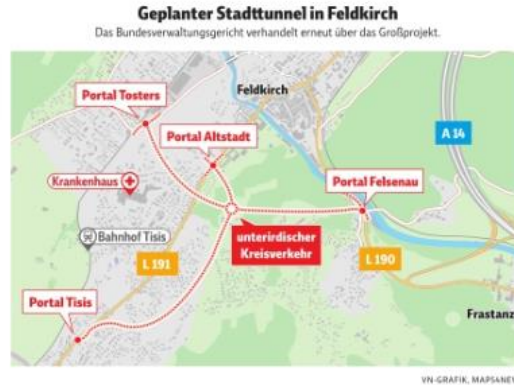 Geplanter Stadttunnel in Feldkirch
Das Bundesverwaltungsgericht verhandelt erneut über das Großprojekt.
Portal Tosters
Feldkirch
Portal Altstadt
A 14
Krankenhaus
Portal Felsenau
Bahnhof Tisis
unterirdischer
Kreisverkehr
L 191
L 190
Portal Tisis
Frastanz
VN-GRAFIK, MAPS4NEWS